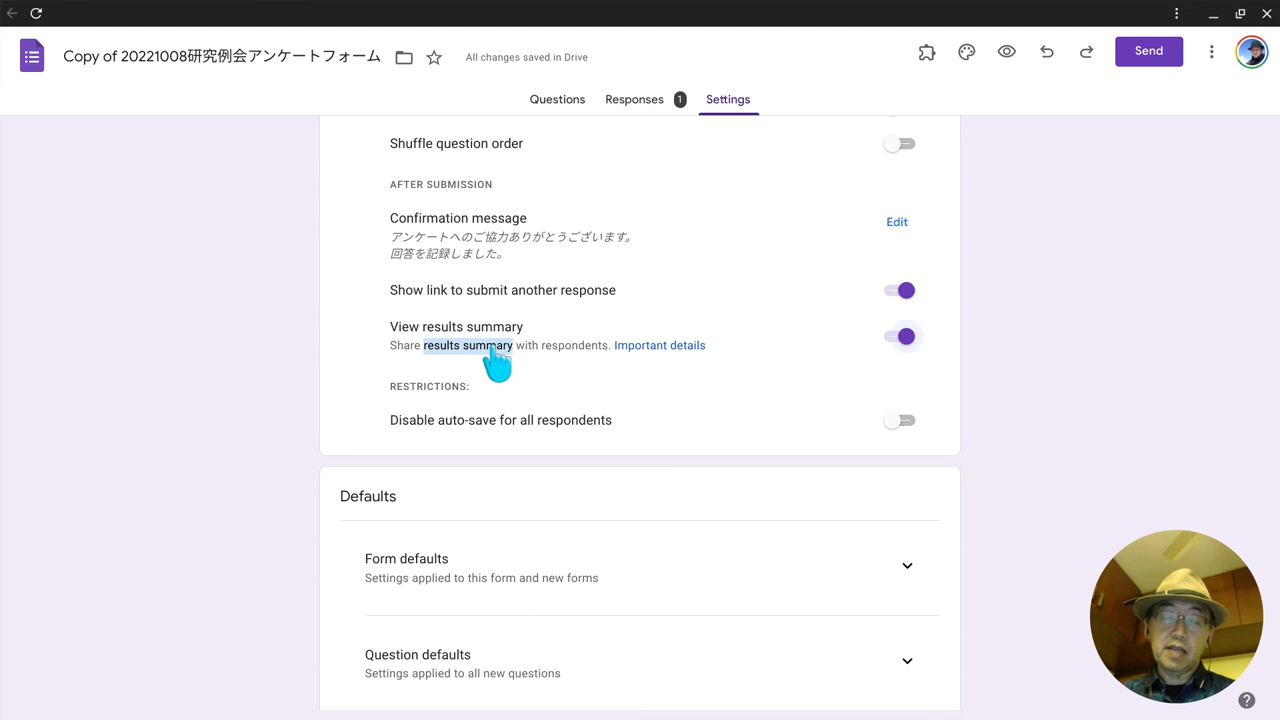 Copy of 20221008研究例会アンケートフォーム
All changes saved in Drive
Send
Questions
Responses 1
Settings
Shuffle question order
AFTER SUBMISSION
Confirmation message
Edit
アンケートへのご協力ありがとうございます。
回答を記録しました。
Show link to submit another response
View results summary
Share results summary with respondents. Important details
RESTRICTIONS:
Disable auto-save for all respondents
Defaults
Form defaults
Settings applied to this form and new forms
Question defaults
Settings applied to all new questions